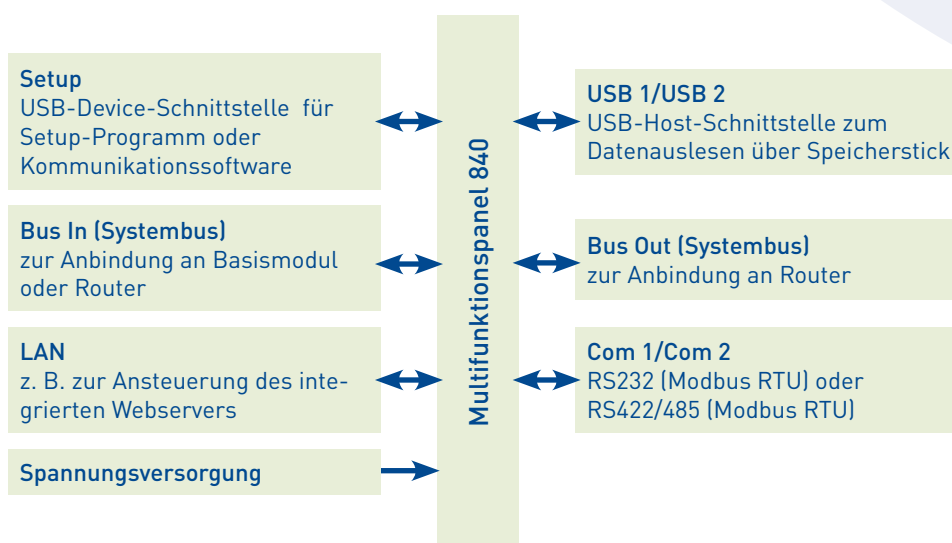 Setup
USB-Device-Schnittstelle für
Setup-Programm oder
Kommunikationssoftware
Bus In (Systembus)
zur Anbindung an Basismodul
oder Router
LAN
z. B. zur Ansteuerung des inte-
grierten Webservers
Spannungsversorgung
Multifunktionspanel 840
USB 1/USB 2
USB-Host-Schnittstelle zum
Datenauslesen über Speicherstick
Bus Out (Systembus)
zur Anbindung an Router
Com 1/Com 2
RS232 (Modbus RTU) oder
RS422/485 (Modbus RTU)